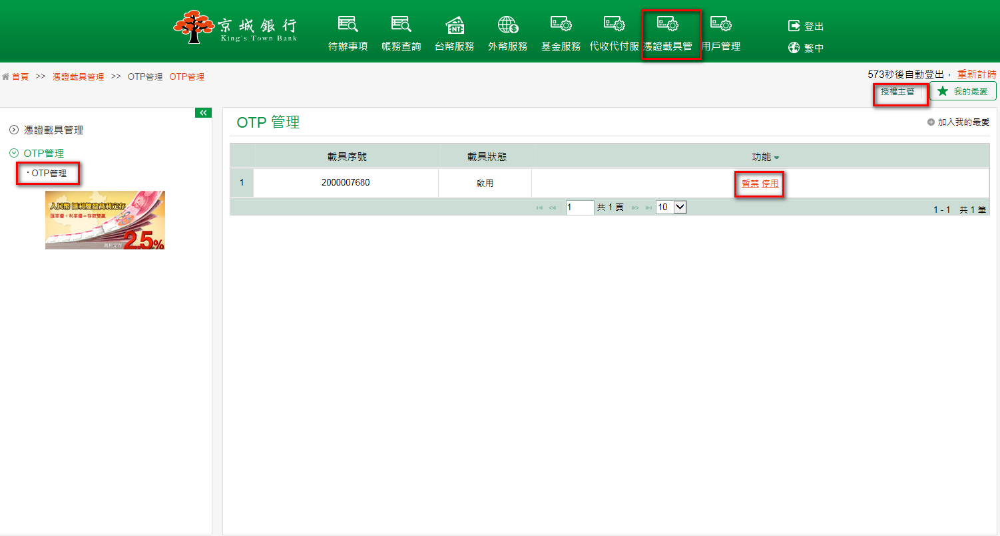 京城銀行
King's Town Bank
待辦事項 帳務查詢 台幣服務 外幣服務 基金服務 代收代付服 憑證載具管 用戶管理
NT
登出
繁中
首頁 >> 憑證載具管理 >> OTP管理 OTP管理
573秒後自動登出， 重新計時
授權主管 我的最愛
憑證載具管理
OTP管理
·OTP管理
人民幣 匯利雙盈高利定存
匯率優+利率優=存款雙贏
高利定存 2.5%
OTP 管理
加入我的最愛
載具序號 載具狀態 功能
1 2000007680 啟用 暫禁 停用
1 共 1 頁 10
1 - 1 共 1 筆